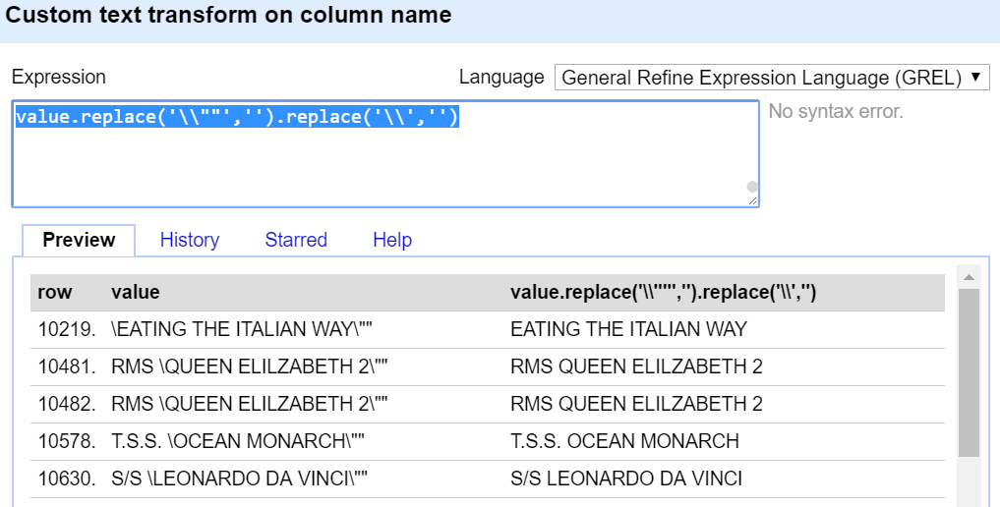 Custom text transform on column name
Expression Language General Refine Expression Language (GREL) ▼
value.replace('\\""','').replace('\\','') No syntax error.
Preview History Starred Help
row value value.replace('\\""','').replace('\\','')
10219. \EATING THE ITALIAN WAY\"" EATING THE ITALIAN WAY
10481. RMS \QUEEN ELILZABETH 2\"" RMS QUEEN ELILZABETH 2
10482. RMS \QUEEN ELILZABETH 2\"" RMS QUEEN ELILZABETH 2
10578. T.S.S. \OCEAN MONARCH\"" T.S.S. OCEAN MONARCH
10630. S/S \LEONARDO DA VINCI\"" S/S LEONARDO DA VINCI